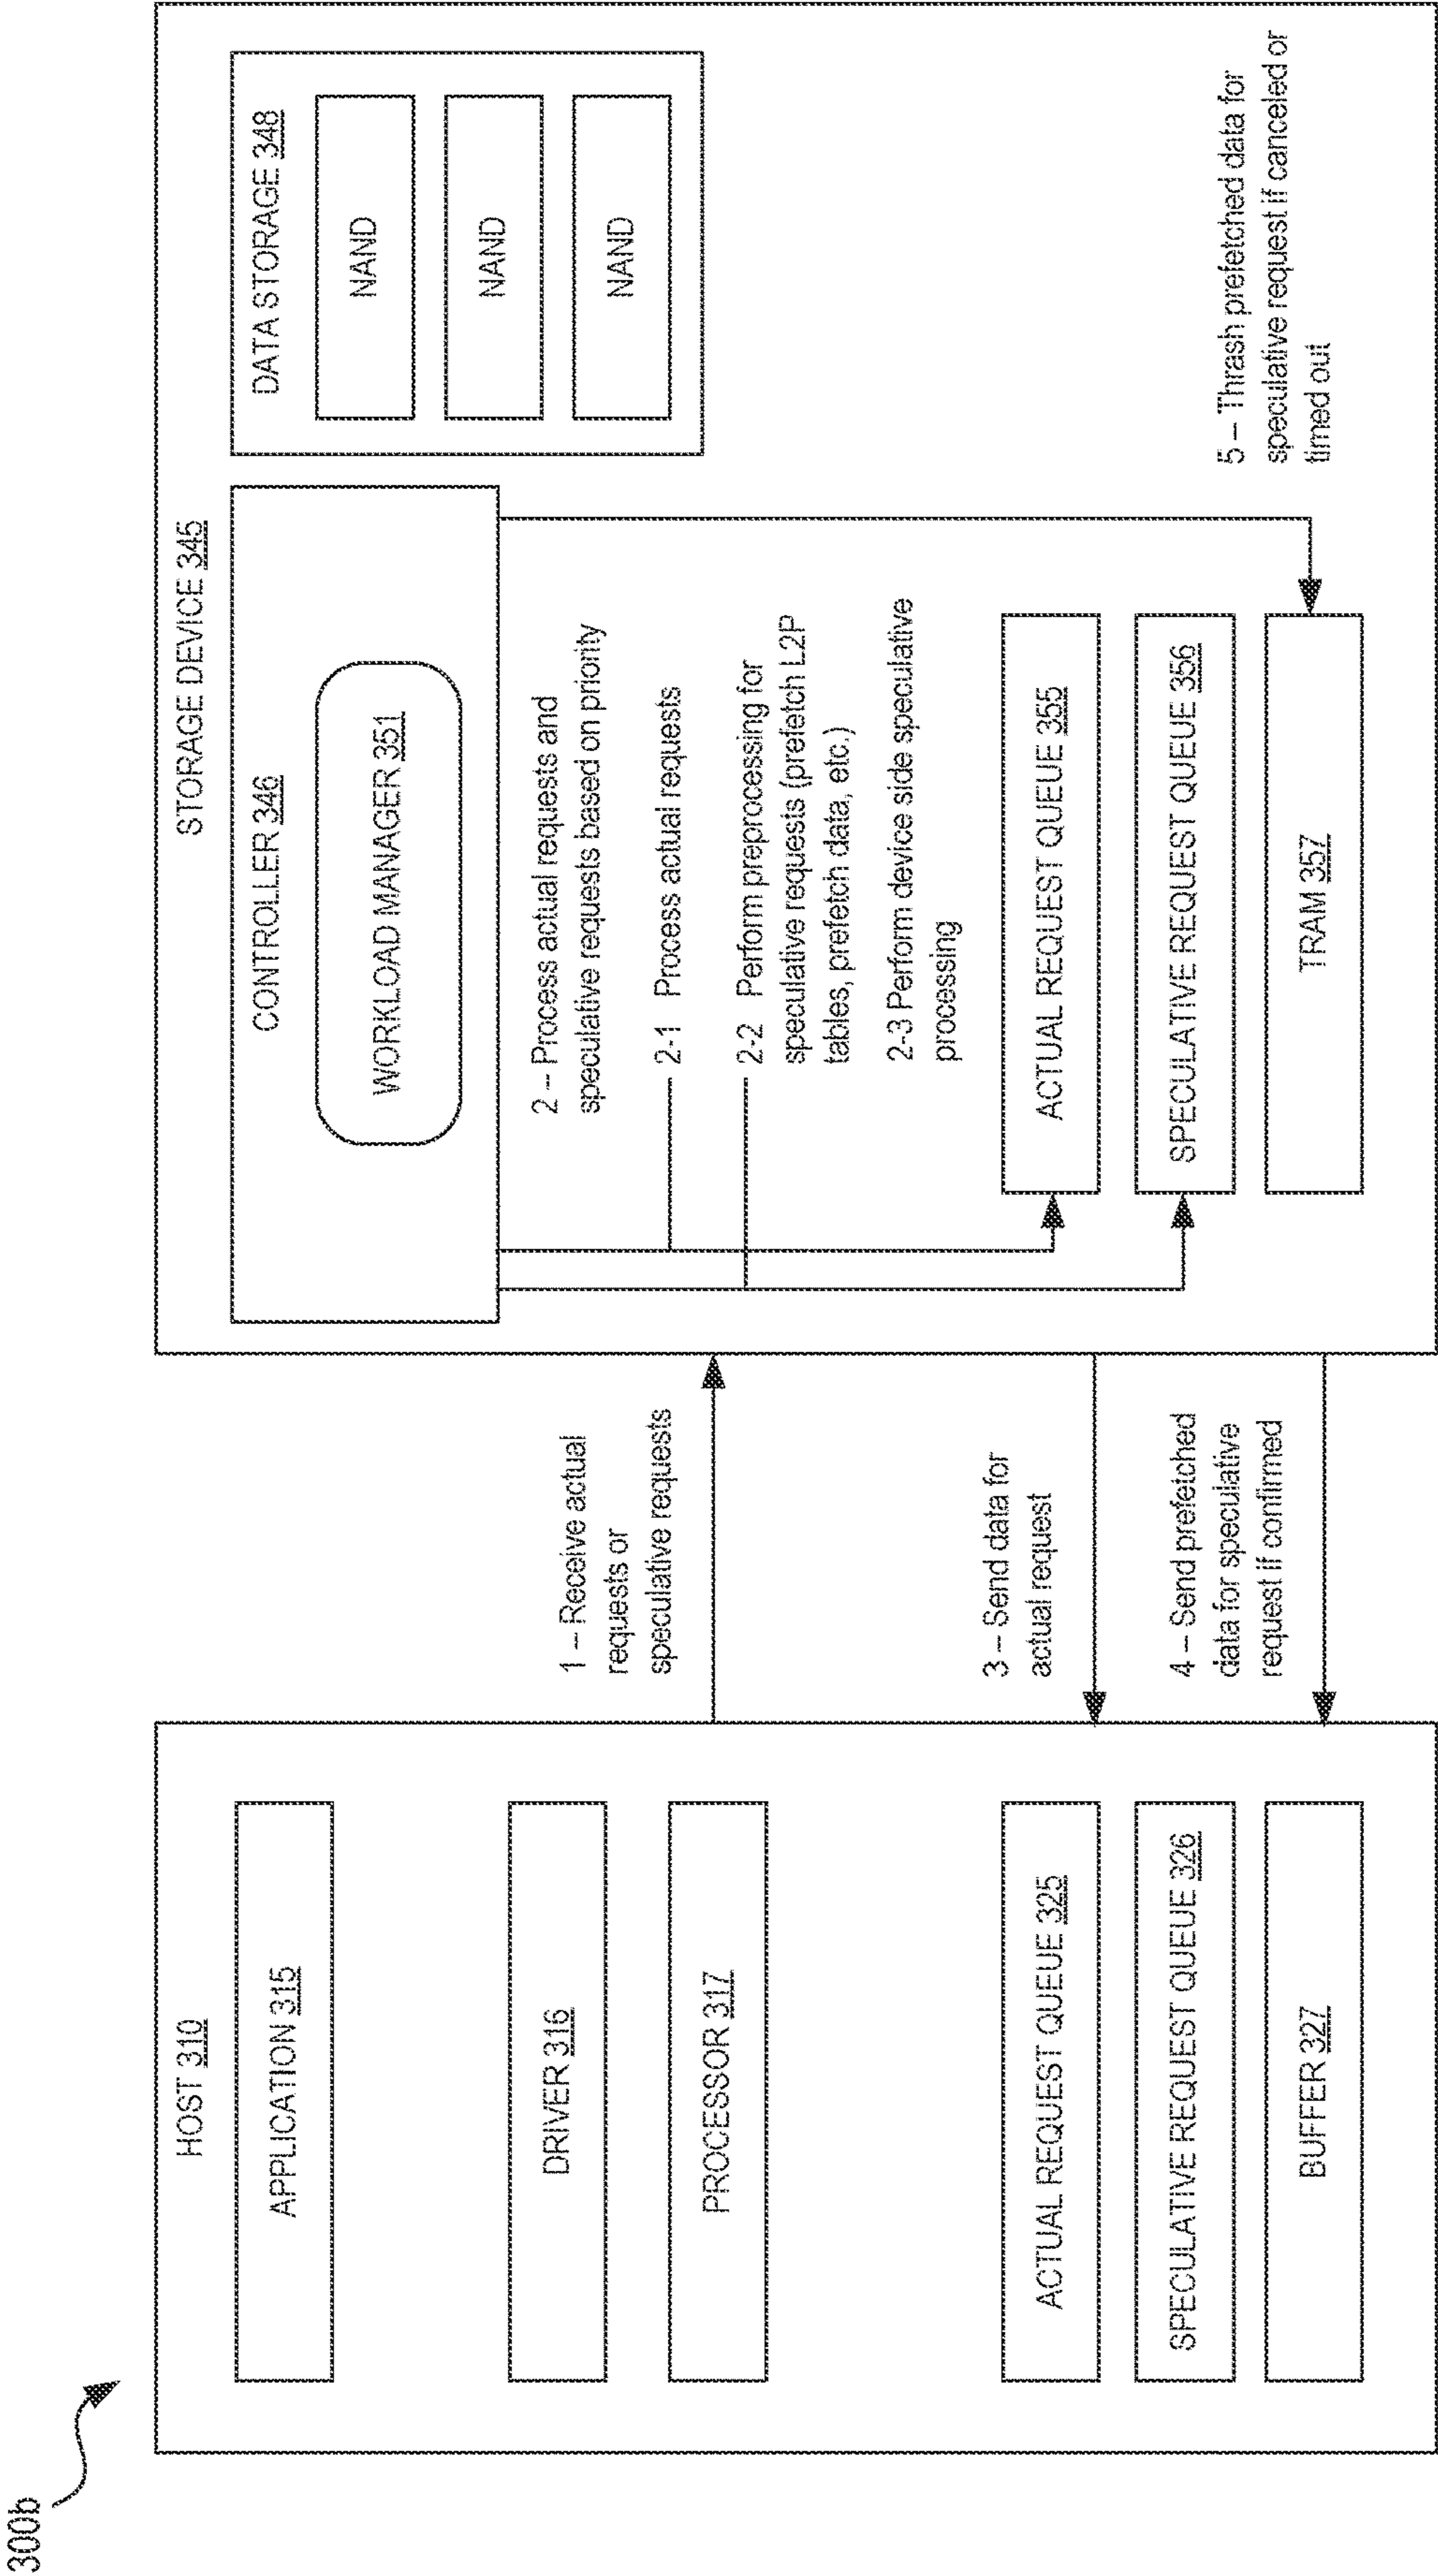 300b
HOST 310
APPLICATION 315
DRIVER 316
PROCESSOR 317
ACTUAL REQUEST QUEUE 325
SPECULATIVE REQUEST QUEUE 326
BUFFER 327
1 – Receive actual
requests or
speculative requests
3 – Send data for
actual request
4 – Send prefetched
data for speculative
request if confirmed
STORAGE DEVICE 345
CONTROLLER 346
WORKLOAD MANAGER 351
DATA STORAGE 348
NAND
NAND
NAND
2 – Process actual requests and
speculative requests based on priority
2-1 Process actual requests
2-2 Perform preprocessing for
speculative requests (prefetch L2P
tables, prefetch data, etc.)
2-3 Perform device side speculative
processing
ACTUAL REQUEST QUEUE 355
SPECULATIVE REQUEST QUEUE 356
TRAM 357
5 – Thrash prefetched data for
speculative request if canceled or
timed out